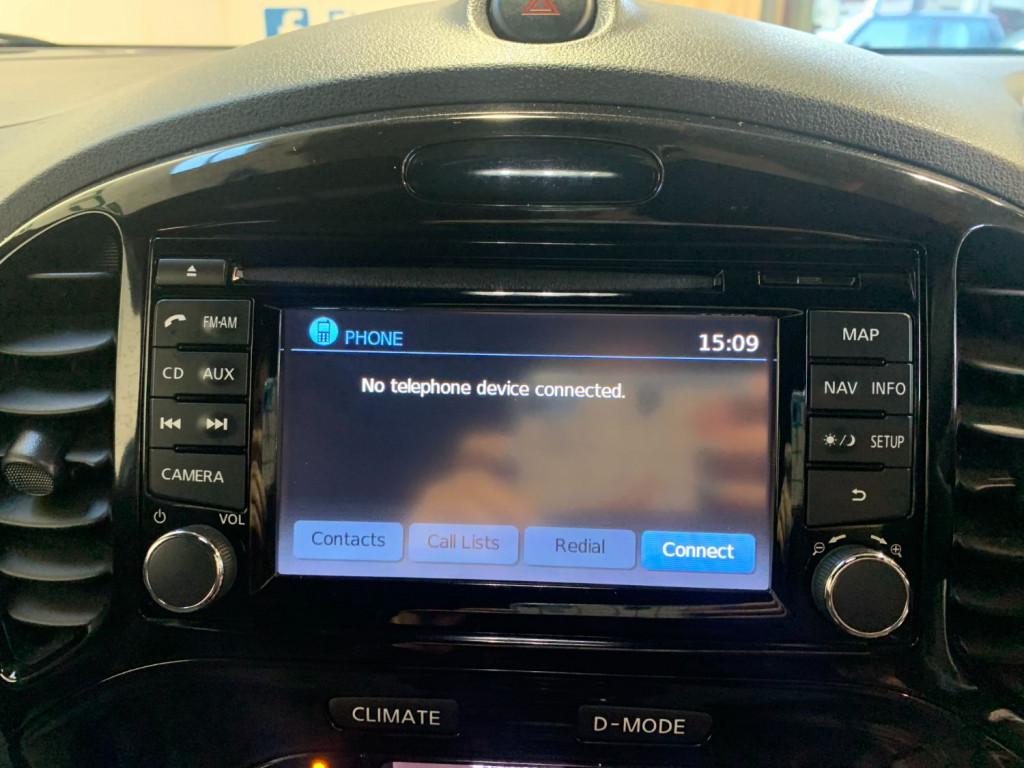 PHONE
15:09
No telephone device connected.
Contacts
Call Lists
Redial
Connect
FM·AM
CD AUX
CAMERA
VOL
MAP
NAV INFO
SETUP
CLIMATE
D-MODE